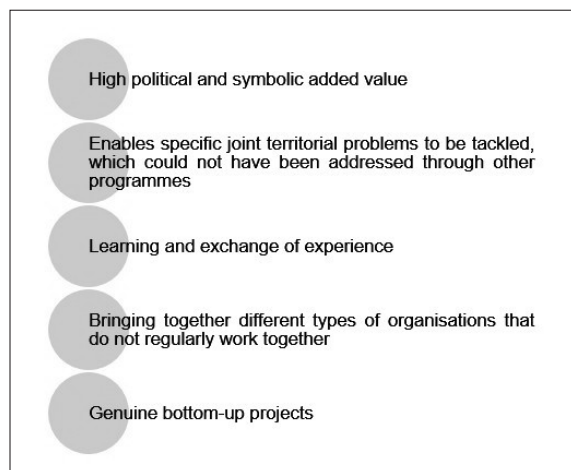 High political and symbolic added value
Enables specific joint territorial problems to be tackled,
which could not have been addressed through other
programmes
Learning and exchange of experience
Bringing together different types of organisations that
do not regularly work together
Genuine bottom-up projects